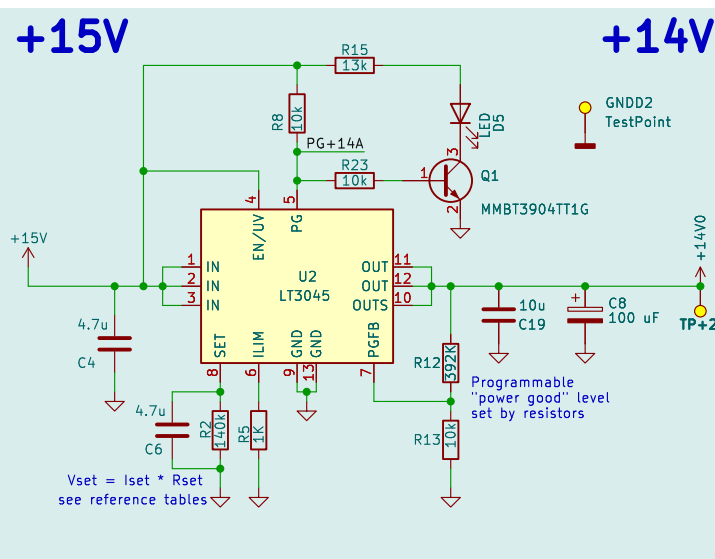 +15V
+14V
R15
13k
R8
10k
PG+14A
R23
10k
LED
D5
3
1
2
Q1
MMBT3904TT1G
GNDD2
TestPoint
4
5
EN/UV
PG
+15V
+14V0
1
IN
2
IN
3
IN
U2
LT3045
OUT
11
OUT
12
OUTS
10
SET
ILIM
GND
GND
PGFB
8
6
9
13
7
4.7u
C4
10u
C19
C8
100 uF
TP+2
4.7u
C6
R2
140k
R5
1K
R12
392K
R13
10k
Programmable
"power good" level
set by resistors
Vset = Iset * Rset
see reference tables